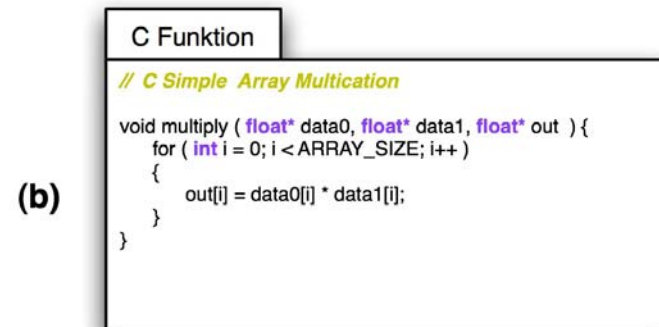 C Funktion
// C Simple Array Multication
void multiply ( float* data0, float* data1, float* out ) {
for ( int i = 0; i < ARRAY_SIZE; i++ )
{
out[i] = data0[i] * data1[i];
}
}
(b)